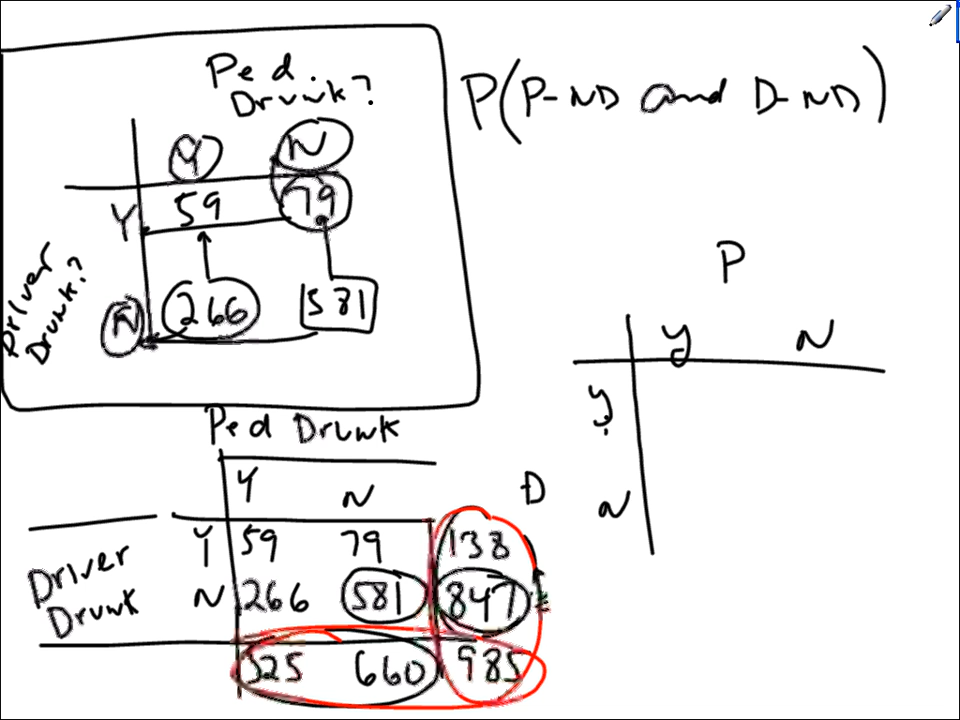 Ped.
Drunk?
Y N
Y 59 79
Driver
Drunk?
N 266 581
P(P-ND and D-ND)
P
Y N
Y
N
Ped Drunk
Y N D
Y 59 79 138
Driver
Drunk
N 266 581 847
525 660 985